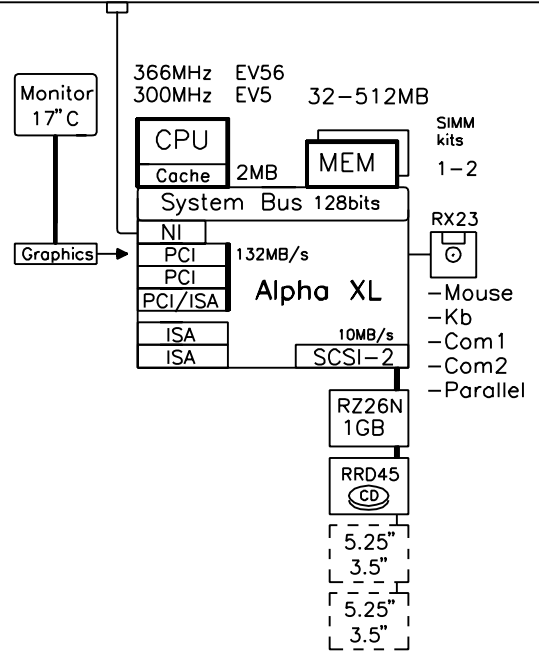 366MHz EV56
300MHz EV5
32-512MB
Monitor
17"C
CPU
Cache
2MB
MEM
SIMM
kits
1-2
System Bus 128bits
NI
Graphics
PCI
132MB/s
PCI
PCI/ISA
Alpha XL
RX23
-Mouse
-Kb
-Com1
-Com2
-Parallel
ISA
ISA
10MB/s
SCSI-2
RZ26N
1GB
RRD45
CD
5.25"
3.5"
5.25"
3.5"